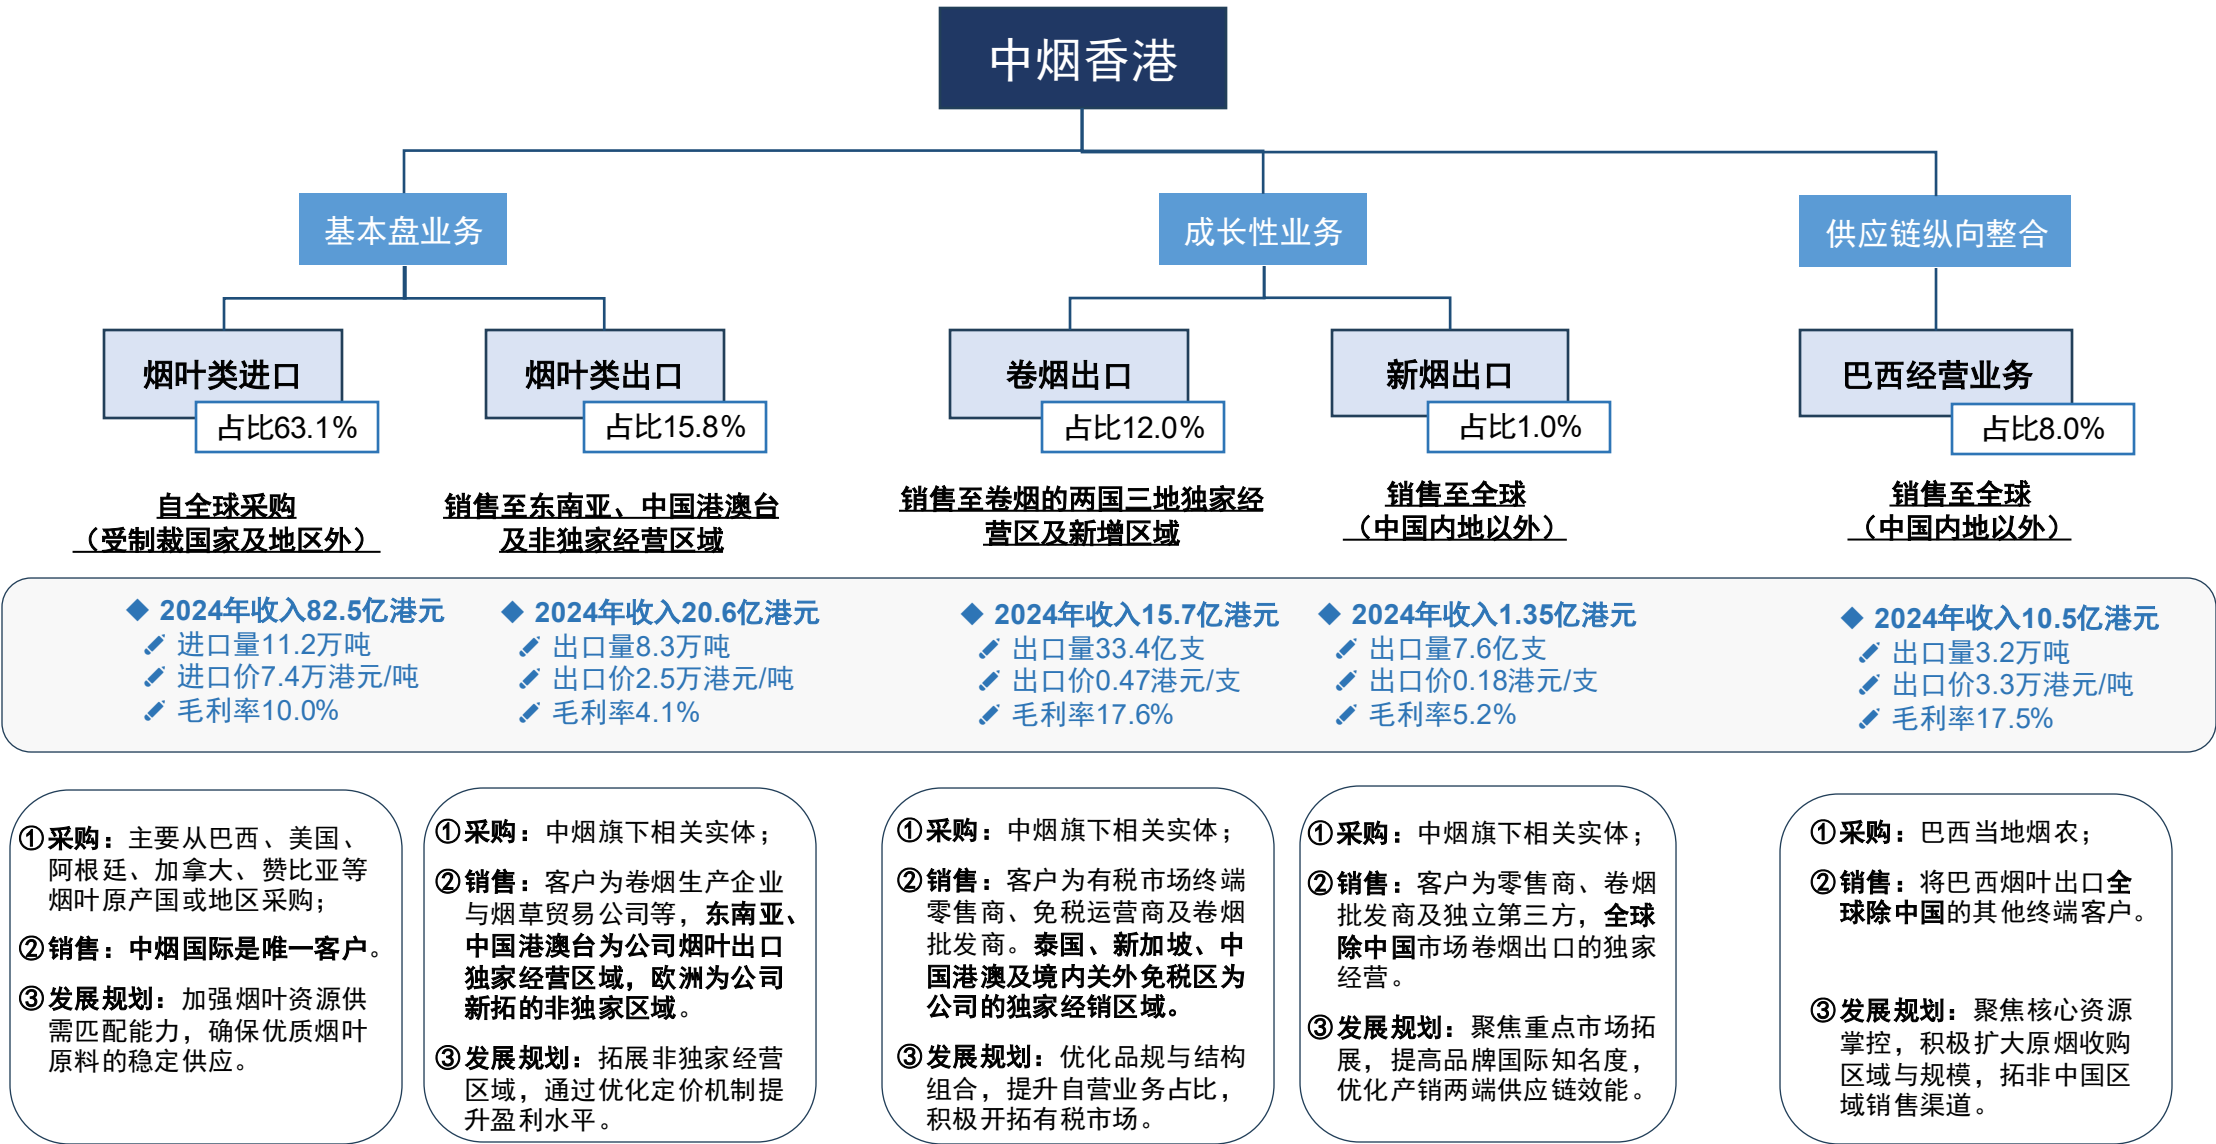 中烟香港
基本盘业务
成长性业务
供应链纵向整合
烟叶类进口
占比63.1%
烟叶类出口
占比15.8%
卷烟出口
占比12.0%
新烟出口
占比1.0%
巴西经营业务
占比8.0%
自全球采购
（受制裁国家及地区外）
销售至东南亚、中国港澳台
及非独家经营区域
销售至卷烟的两国三地独家经
营区及新增区域
销售至全球
（中国内地以外）
销售至全球
（中国内地以外）
◆ 2024年收入82.5亿港元
进口量11.2万吨
进口价7.4万港元/吨
毛利率10.0%
◆ 2024年收入20.6亿港元
出口量8.3万吨
出口价2.5万港元/吨
毛利率4.1%
◆ 2024年收入15.7亿港元
出口量33.4亿支
出口价0.47港元/支
毛利率17.6%
◆ 2024年收入1.35亿港元
出口量7.6亿支
出口价0.18港元/支
毛利率5.2%
◆ 2024年收入10.5亿港元
出口量3.2万吨
出口价3.3万港元/吨
毛利率17.5%
①采购：主要从巴西、美国、
阿根廷、加拿大、赞比亚等
烟叶原产国或地区采购；
②销售：中烟国际是唯一客户。
③发展规划：加强烟叶资源供
需匹配能力，确保优质烟叶
原料的稳定供应。
①采购：中烟旗下相关实体；
②销售：客户为卷烟生产企业
与烟草贸易公司等，东南亚、
中国港澳台为公司烟叶出口
独家经营区域，欧洲为公司
新拓的非独家区域。
③发展规划：拓展非独家经营
区域，通过优化定价机制提
升盈利水平。
①采购：中烟旗下相关实体；
②销售：客户为有税市场终端
零售商、免税运营商及卷烟
批发商。泰国、新加坡、中
国港澳及境内关外免税区为
公司的独家经销区域。
③发展规划：优化品规与结构
组合，提升自营业务占比，
积极开拓有税市场。
①采购：中烟旗下相关实体；
②销售：客户为零售商、卷烟
批发商及独立第三方，全球
除中国市场卷烟出口的独家
经营。
③发展规划：聚焦重点市场拓
展，提高品牌国际知名度，
优化产销两端供应链效能。
①采购：巴西当地烟农；
②销售：将巴西烟叶出口全
球除中国的其他终端客户。
③发展规划：聚焦核心资源
掌控，积极扩大原烟收购
区域与规模，拓非中国区
域销售渠道。